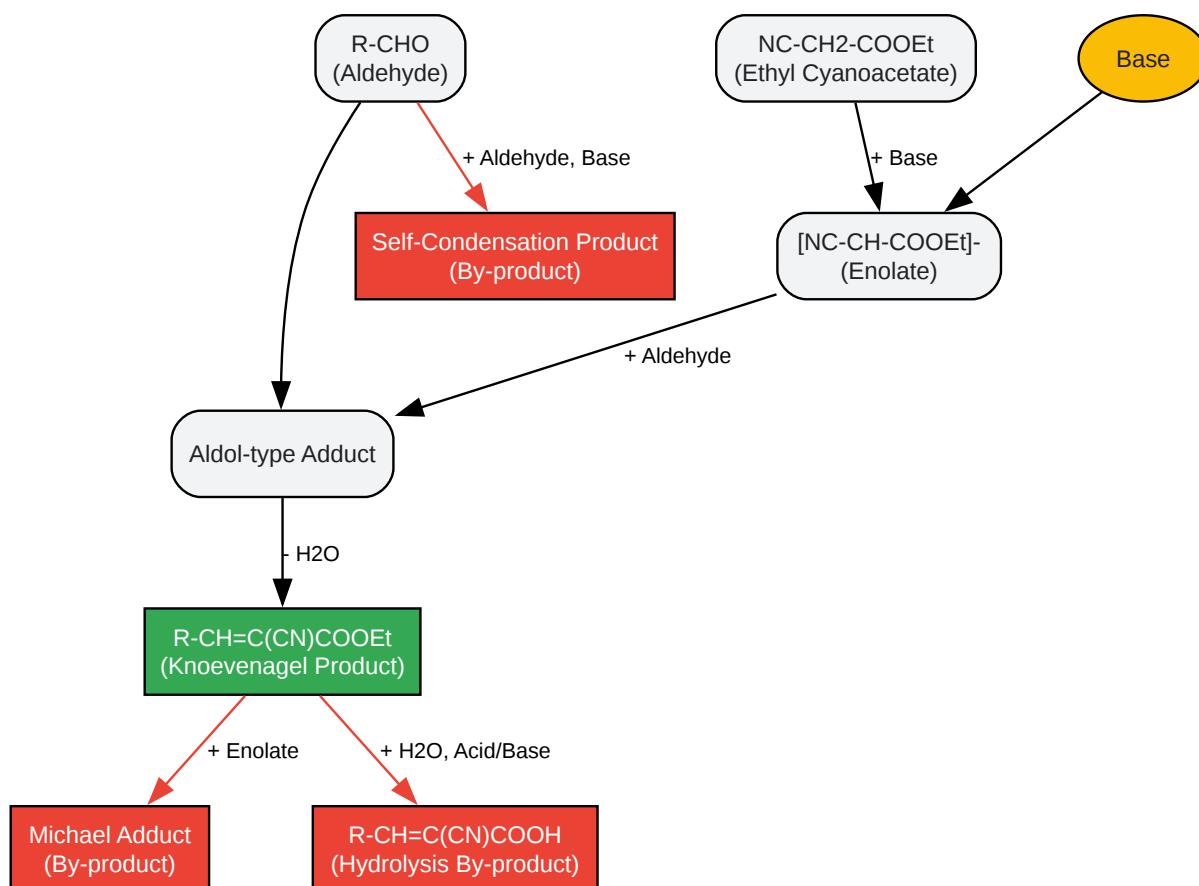 R-CHO
(Aldehyde)
NC-CH2-COOEt
(Ethyl Cyanoacetate)
Base
+ Aldehyde, Base
+ Base
Self-Condensation Product
(By-product)
[NC-CH-COOEt]-
(Enolate)
+ Aldehyde
Aldol-type Adduct
- H2O
R-CH=C(CN)COOEt
(Knoevenagel Product)
+ Enolate
+ H2O, Acid/Base
Michael Adduct
(By-product)
R-CH=C(CN)COOH
(Hydrolysis By-product)